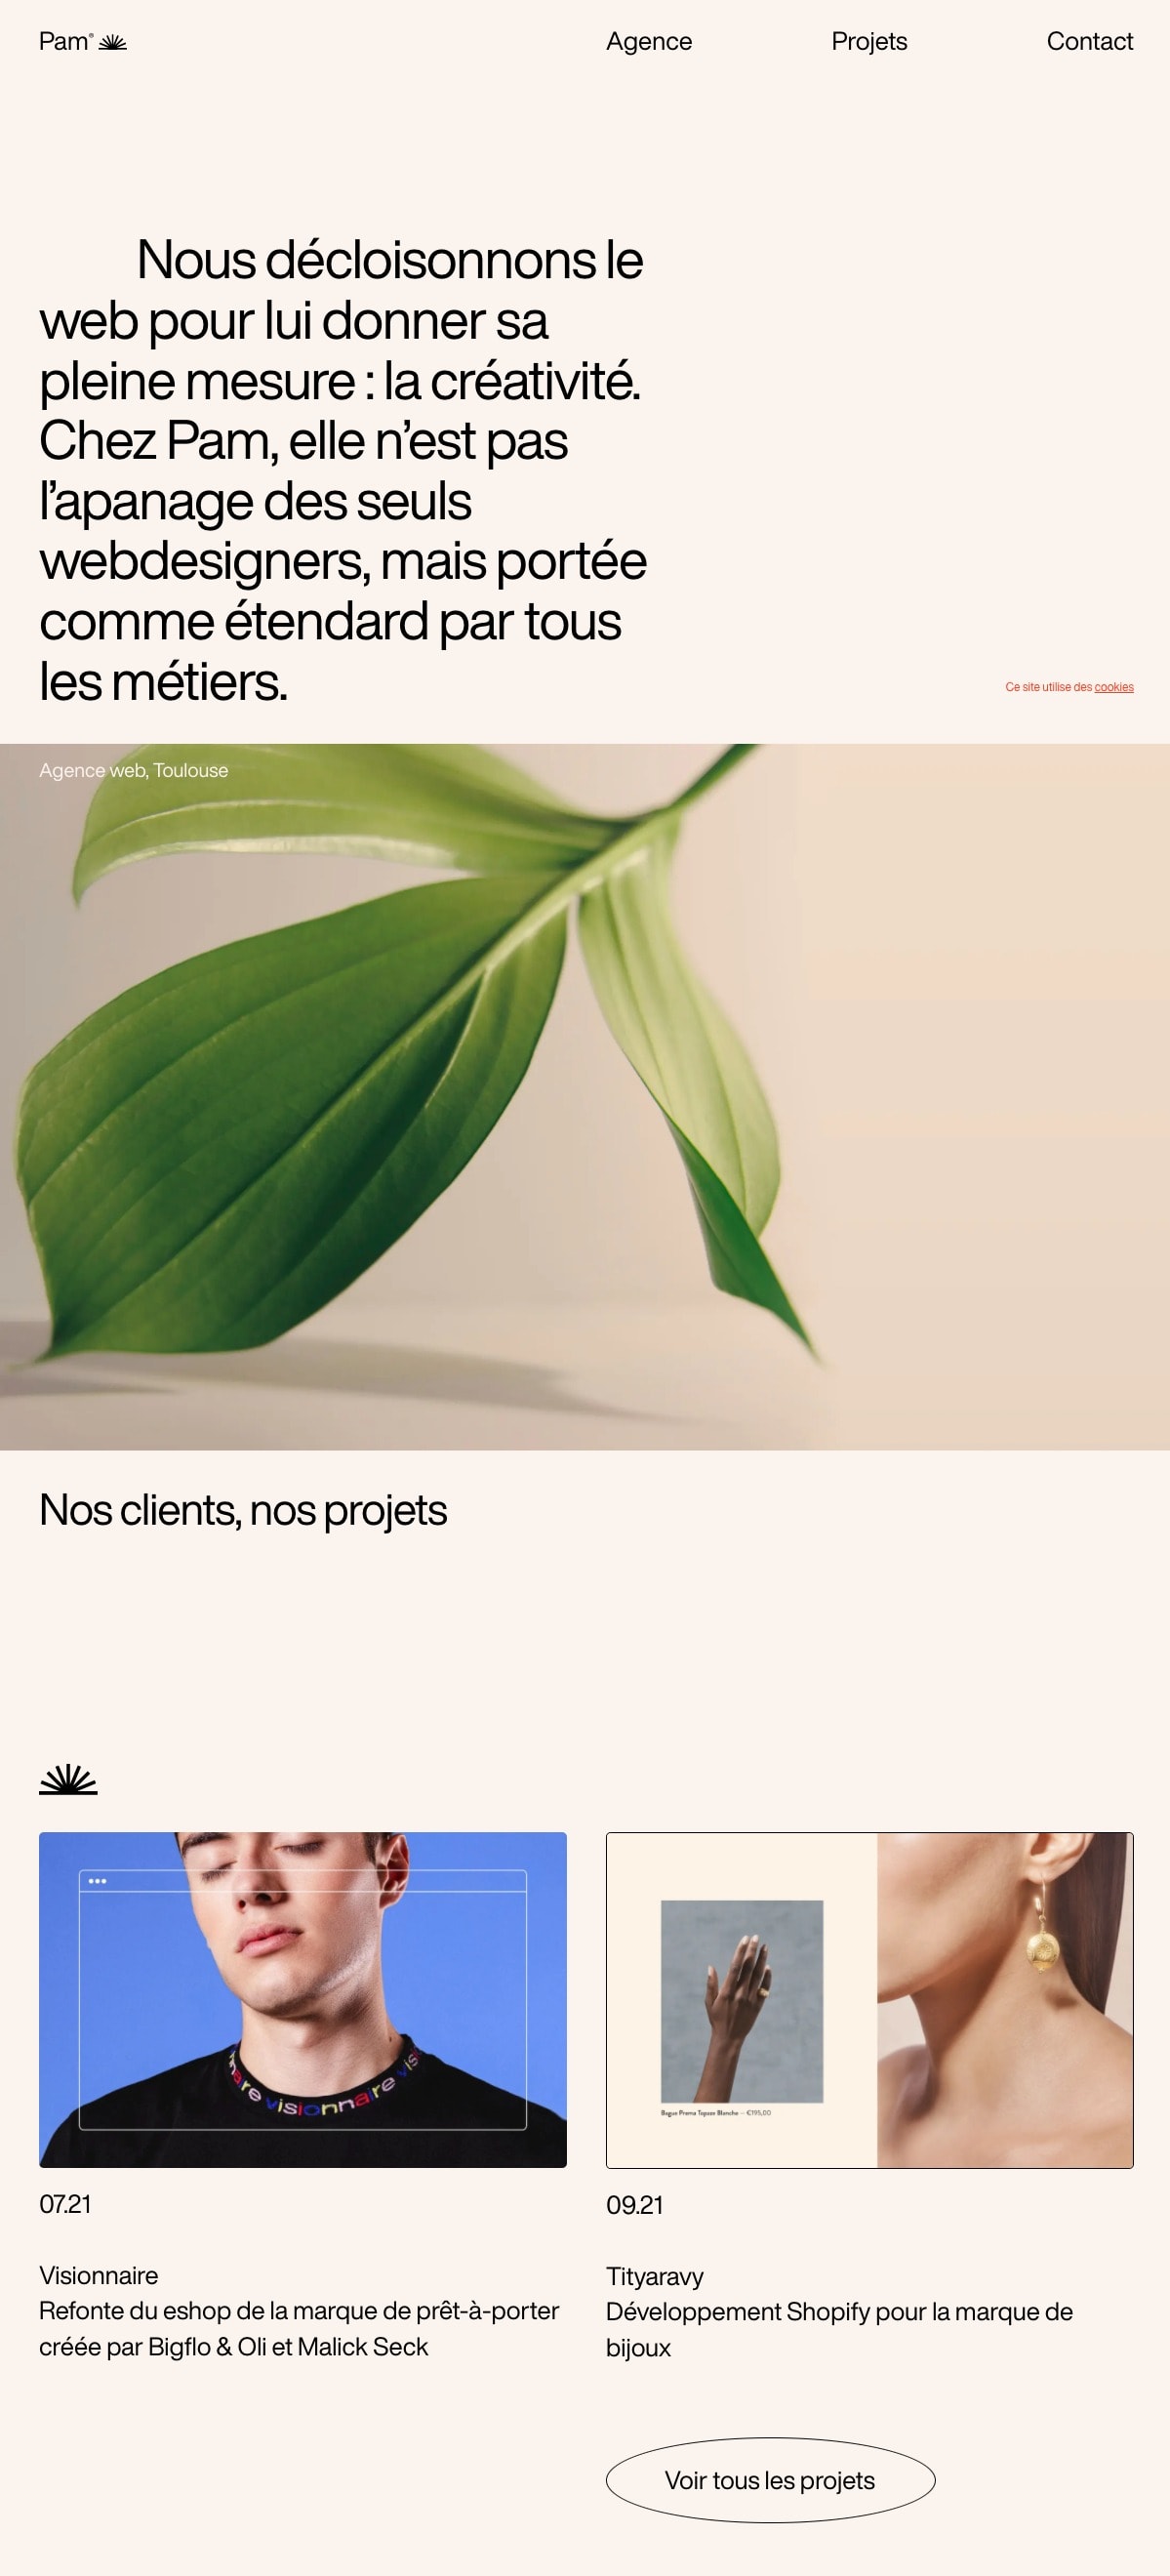 Pam®
Agence
Projets
Contact
Nous décloisonnons le
web pour lui donner sa
pleine mesure : la créativité.
Chez Pam, elle n’est pas
l’apanage des seuls
webdesigners, mais portée
comme étendard par tous
les métiers.
Ce site utilise des cookies
Agence web, Toulouse
Nos clients, nos projets
visionnaire
Bague Prema Topaze Blanche — €195,00
07.21
Visionnaire
Refonte du eshop de la marque de prêt-à-porter
créée par Bigflo & Oli et Malick Seck
09.21
Tityaravy
Développement Shopify pour la marque de
bijoux
Voir tous les projets